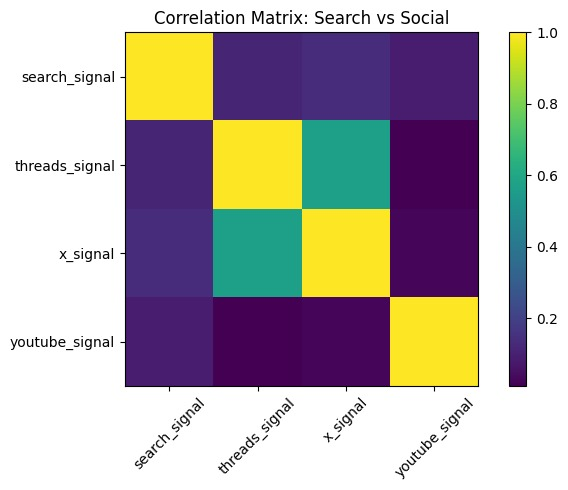 Correlation Matrix: Search vs Social
search_signal
threads_signal
x_signal
youtube_signal
search_signal
threads_signal
x_signal
youtube_signal
1.0
0.8
0.6
0.4
0.2